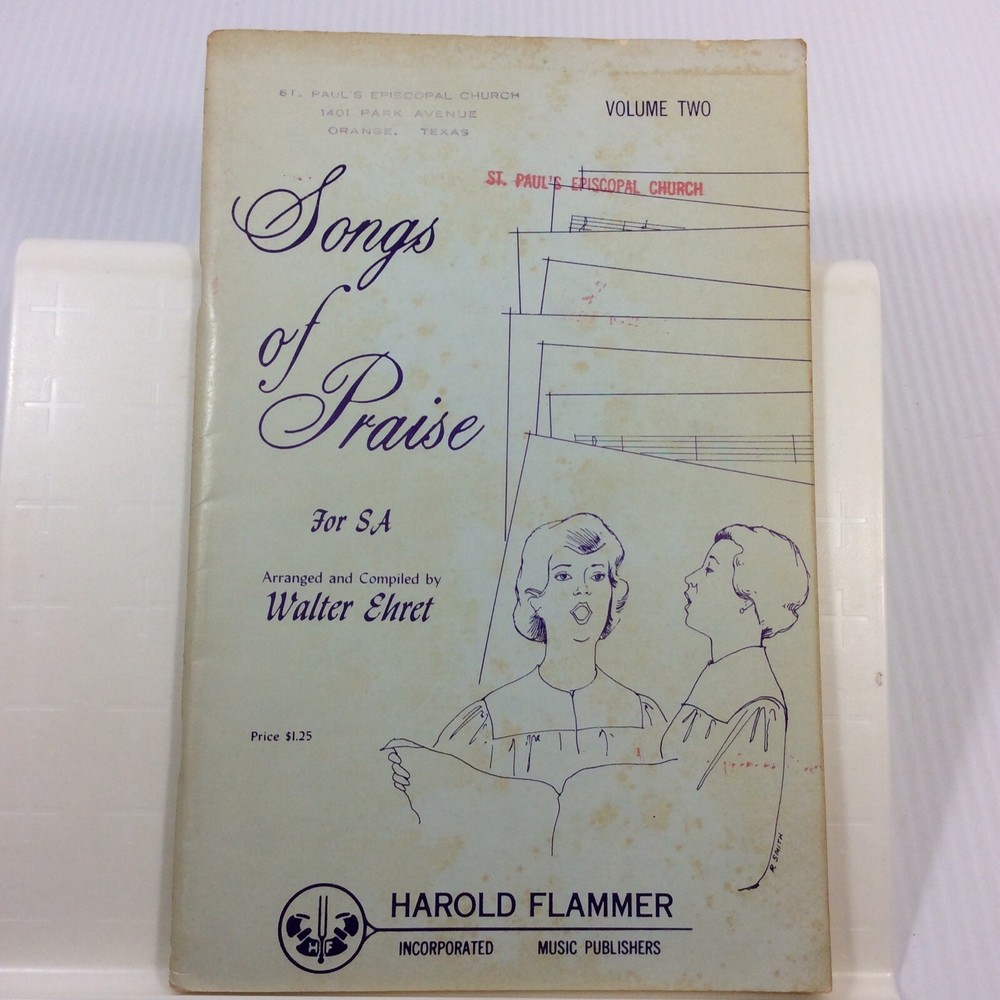 ST. PAUL'S EPISCOPAL CHURCH
1401 PARK AVENUE
ORANGE, TEXAS
VOLUME TWO
ST. PAUL'S EPISCOPAL CHURCH
Songs
of
Praise
For SA
Arranged and Compiled by
Walter Ehret
Price $1.25
R. SMITH
HF
HAROLD FLAMMER
INCORPORATED MUSIC PUBLISHERS